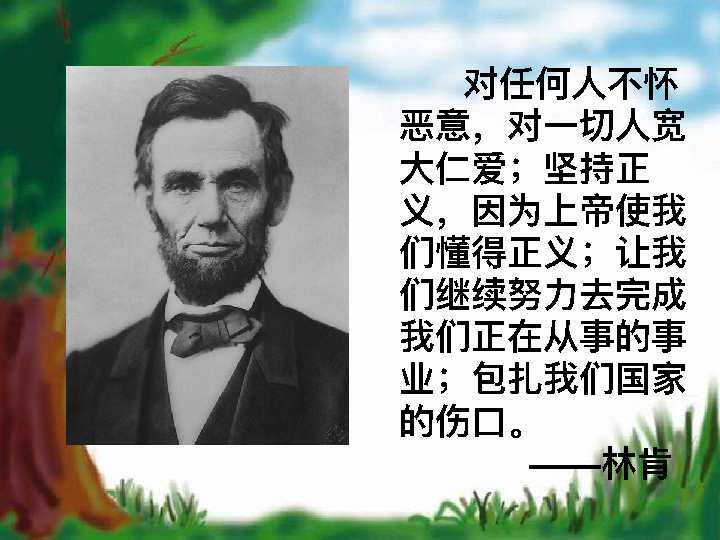 对任何人不怀
恶意，对一切人宽
大仁爱；坚持正
义，因为上帝使我
们懂得正义；让我
们继续努力去完成
我们正在从事的事
业；包扎我们国家
的伤口。
——林肯